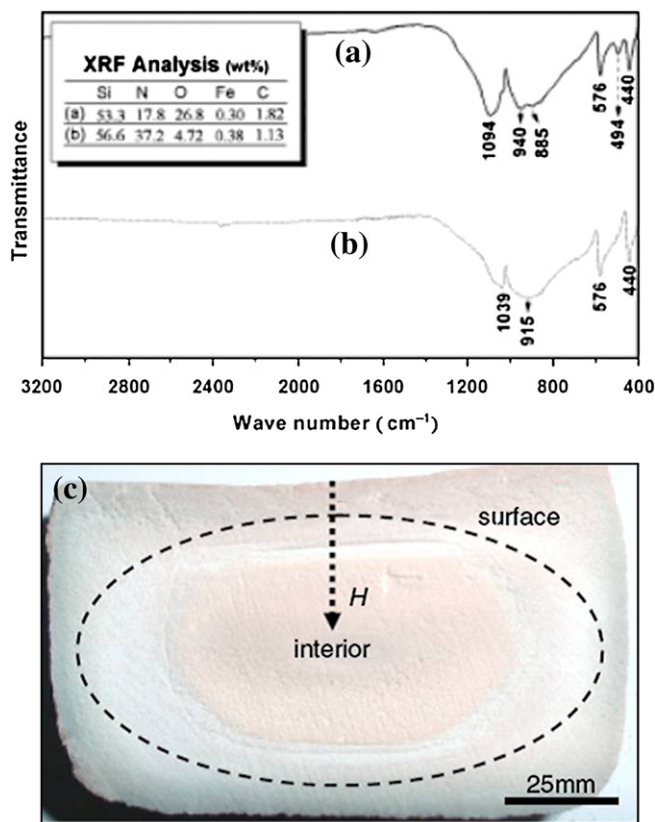 XRF Analysis (wt%)
Si N O Fe C
(a) 53.3 17.8 26.8 0.30 1.82
(b) 56.6 37.2 4.72 0.38 1.13
(a)
1094
940
885
576
494
440
(b)
1039
915
576
440
Transmittance
3200 2400 2000 1600 1200 800 400
Wave number (cm⁻¹)
(c)
surface
H
interior
25mm